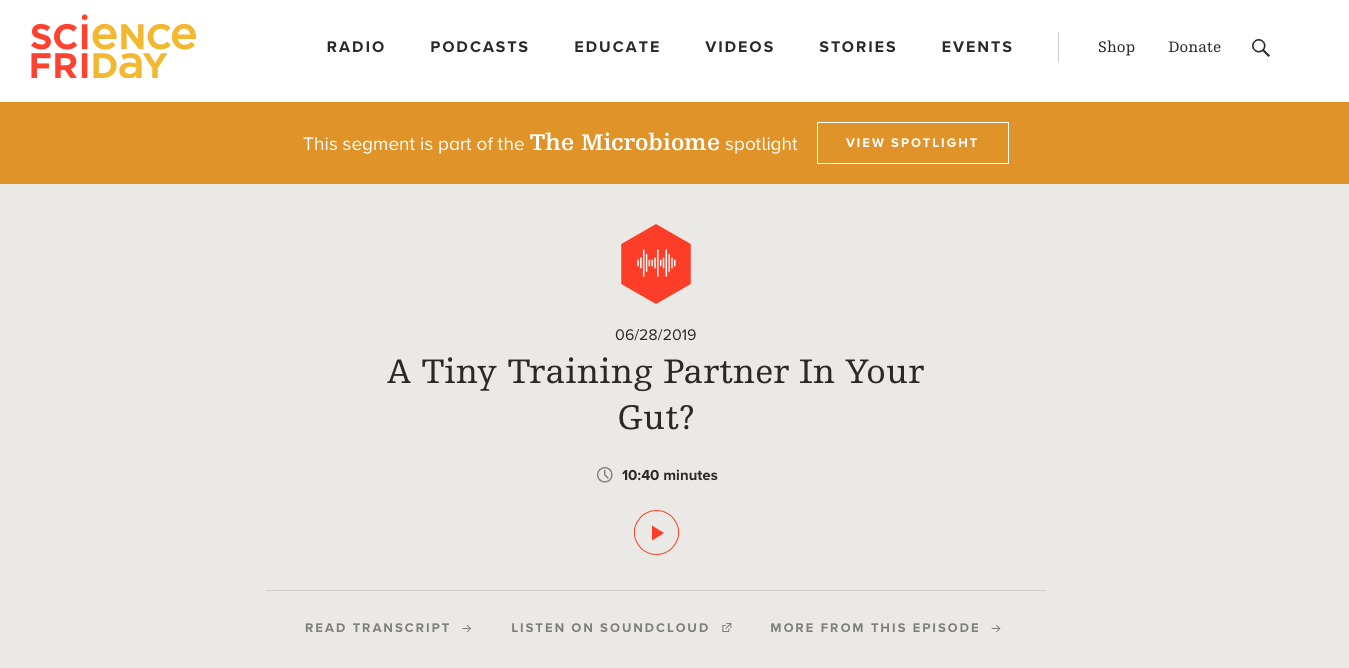 science
FRIDAY
RADIO PODCASTS EDUCATE VIDEOS STORIES EVENTS Shop Donate
This segment is part of the The Microbiome spotlight VIEW SPOTLIGHT
06/28/2019
A Tiny Training Partner In Your
Gut?
10:40 minutes
READ TRANSCRIPT LISTEN ON SOUNDCLOUD MORE FROM THIS EPISODE